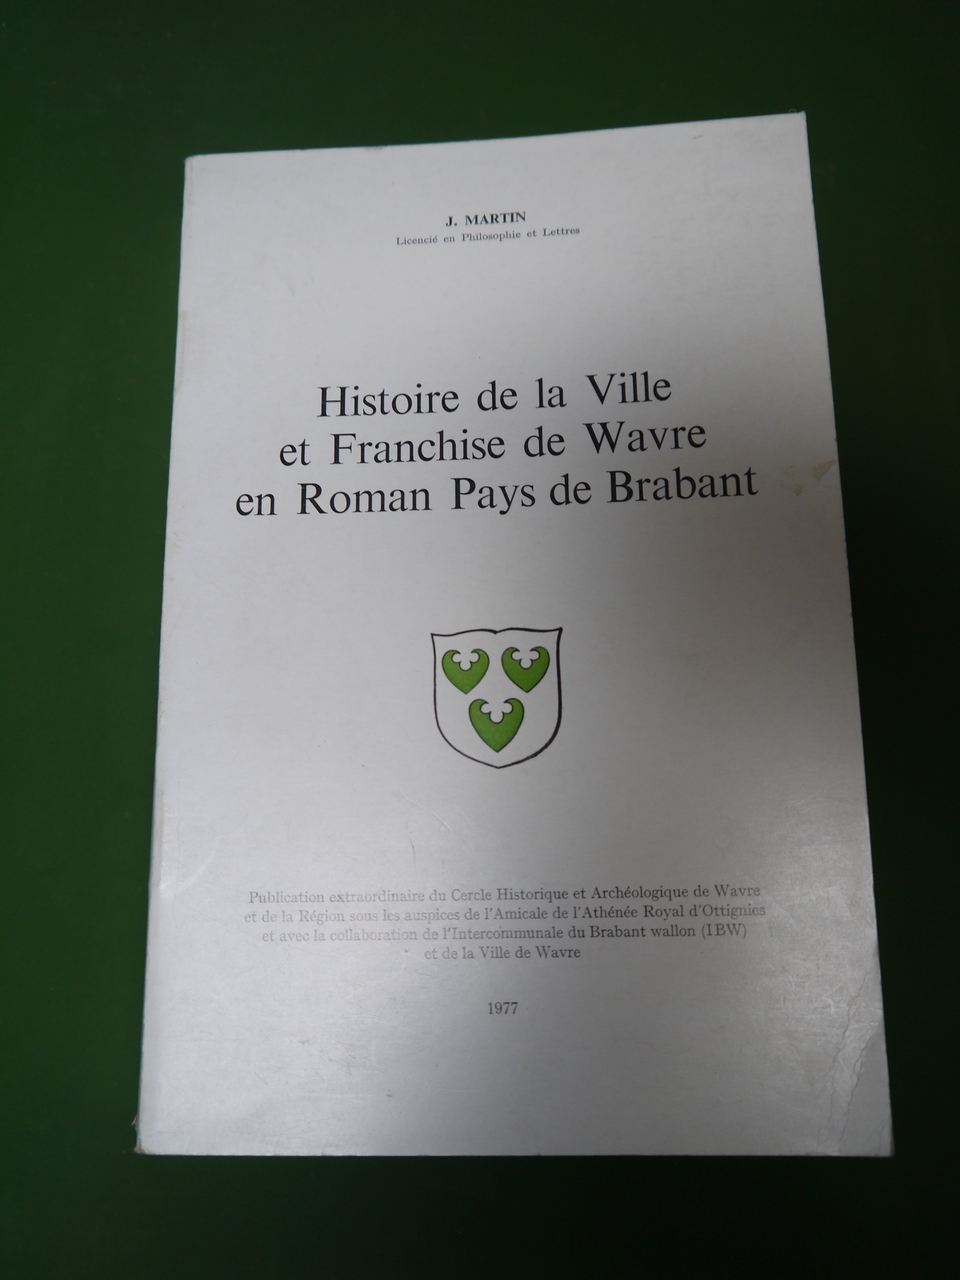 J. MARTIN
Licencié en Philosophie et Lettres
Histoire de la Ville
et Franchise de Wavre
en Roman Pays de Brabant
Publication extraordinaire du Cercle Historique et Archéologique de Wavre
et de la Région sous les auspices de l'Amicale de l'Athénée Royal d'Ottignies
et avec la collaboration de l'Intercommunale du Brabant wallon (IBW)
et de la Ville de Wavre
1977